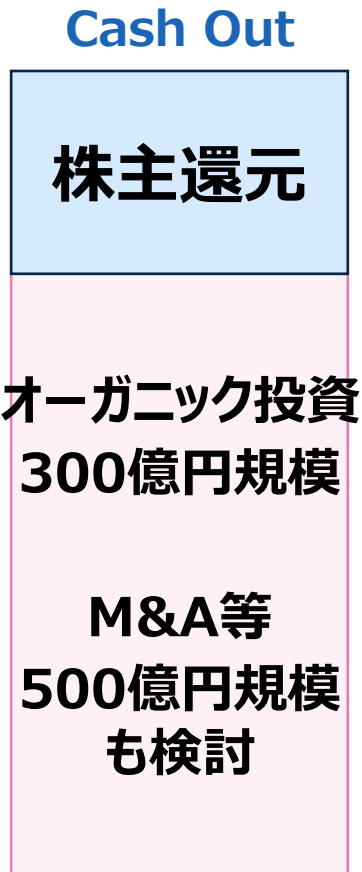 Cash Out
株主還元
オーガニック投資
300億円規模
M&A等
500億円規模
も検討